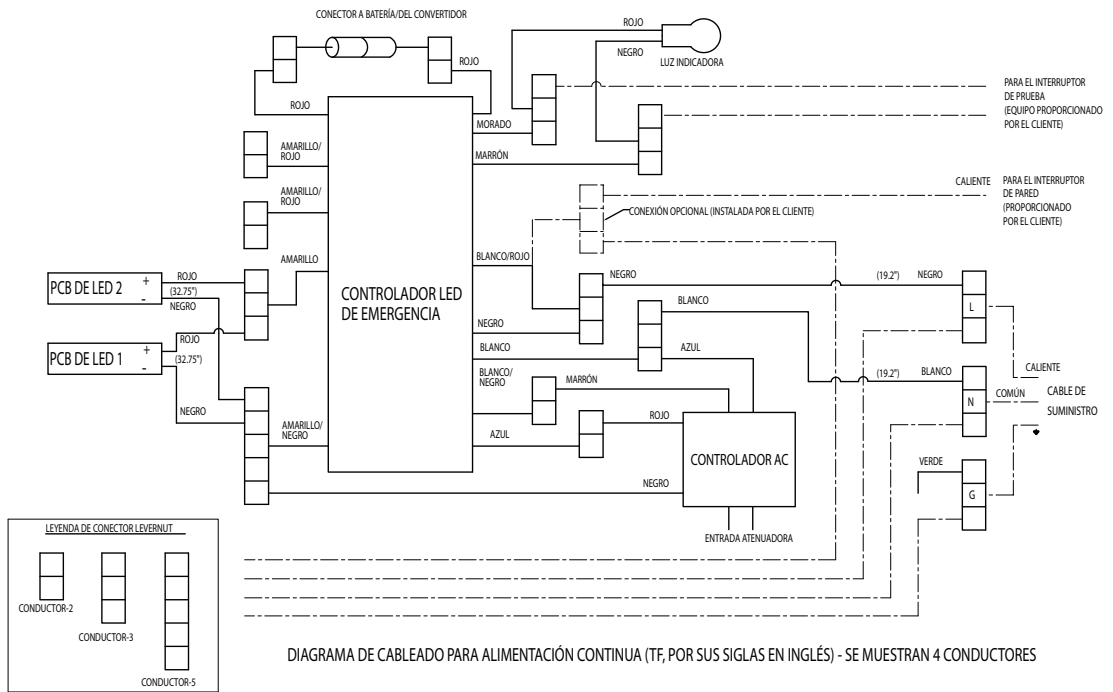 CONECTOR A BATERÍA/DEL CONVERTIDOR
ROJO
ROJO
ROJO
NEGRO
LUZ INDICADORA
MORADO
MARRÓN
PARA EL INTERRUPTOR
DE PRUEBA
(EQUIPO PROPORCIONADO
POR EL CLIENTE)
AMARILLO/
ROJO
AMARILLO/
ROJO
AMARILLO
CALIENTE
PARA EL INTERRUPTOR
DE PARED
(PROPORCIONADO
POR EL CLIENTE)
CONEXIÓN OPCIONAL (INSTALADA POR EL CLIENTE)
BLANCO/ROJO
CONTROLADOR LED
DE EMERGENCIA
PCB DE LED 2
+
-
ROJO
(32.75")
NEGRO
PCB DE LED 1
+
-
ROJO
(32.75")
NEGRO
NEGRO
(19.2")
NEGRO
L
NEGRO
BLANCO
BLANCO
AZUL
BLANCO/
NEGRO
MARRÓN
(19.2")
BLANCO
N
CALIENTE
COMÚN
CABLE DE
SUMINISTRO
AMARILLO/
NEGRO
AZUL
ROJO
CONTROLADOR AC
NEGRO
VERDE
G
ENTRADA ATENUADORA
LEYENDA DE CONECTOR LEVERNUT
CONDUCTOR-2
CONDUCTOR-3
CONDUCTOR-5
DIAGRAMA DE CABLEADO PARA ALIMENTACIÓN CONTINUA (TF, POR SUS SIGLAS EN INGLÉS) - SE MUESTRAN 4 CONDUCTORES